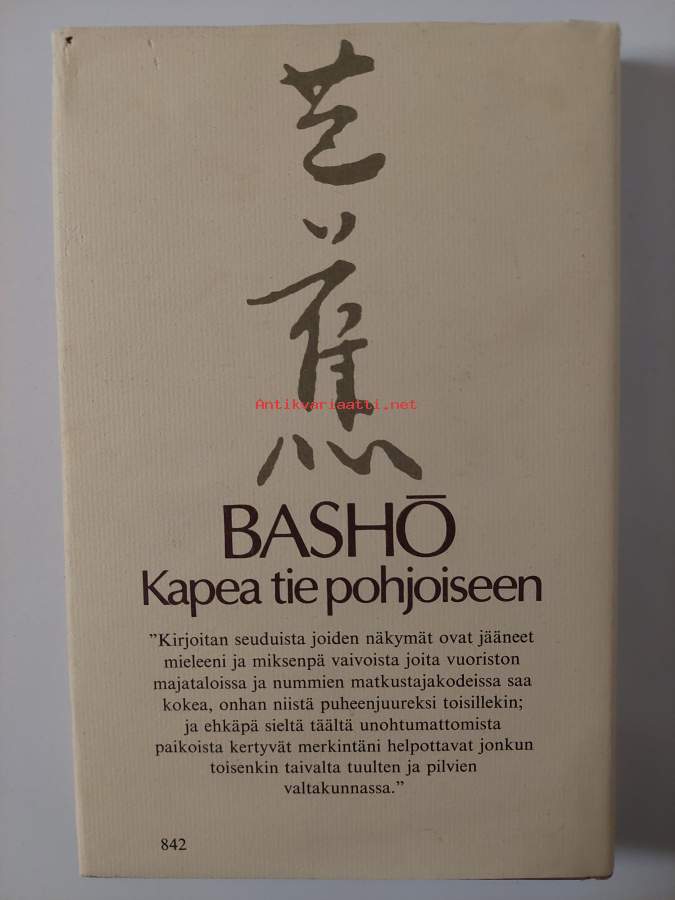 芭
蕉
Antikvariaatti.net
BASHŌ
Kapea tie pohjoiseen
”Kirjoitan seuduista joiden näkymät ovat jääneet
mieleeni ja miksenpä vaivoista joita vuoriston
majataloissa ja nummien matkustajakodeissa saa
kokea, onhan niistä puheenjuureksi toisillekin;
ja ehkäpä sieltä täältä unohtumattomista
paikoista kertyvät merkintäni helpottavat jonkun
toisenkin taivalta tuulten ja pilvien
valtakunnassa.”
842